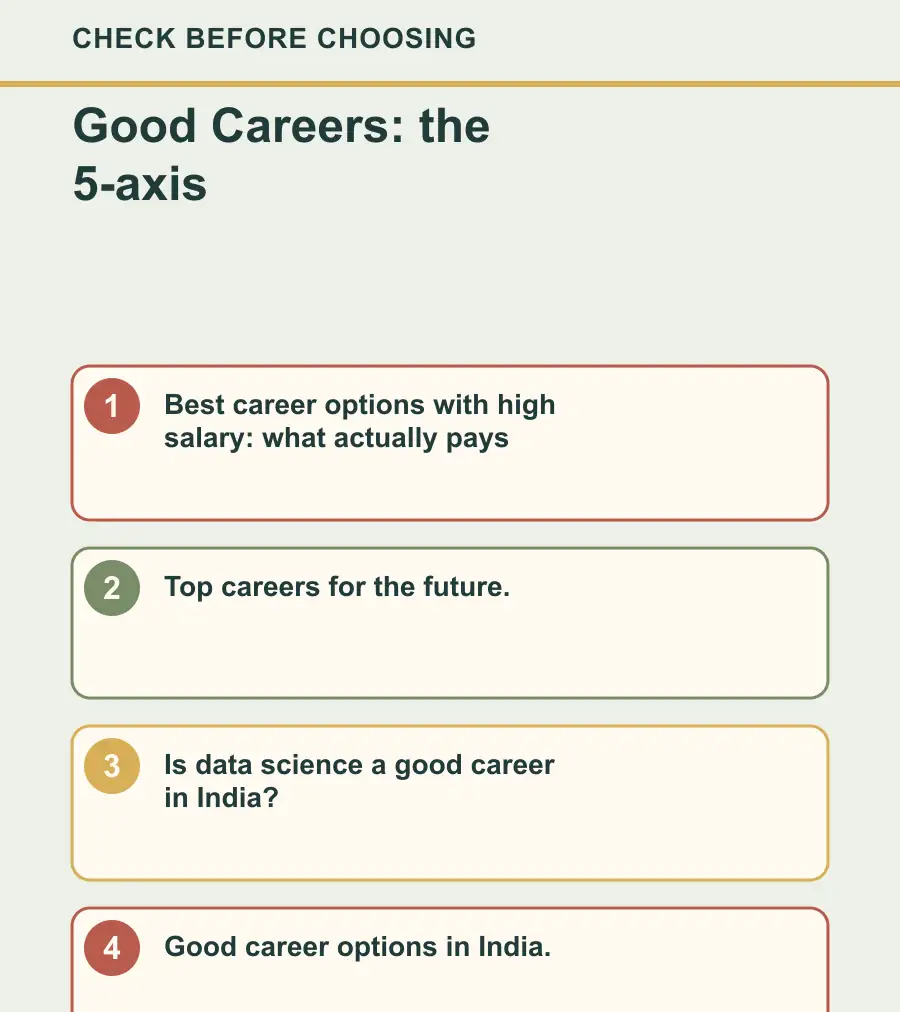 CHECK BEFORE CHOOSING
Good Careers: the
5-axis
1
Best career options with high
salary: what actually pays
2
Top careers for the future.
3
Is data science a good career
in India?
4
Good career options in India.